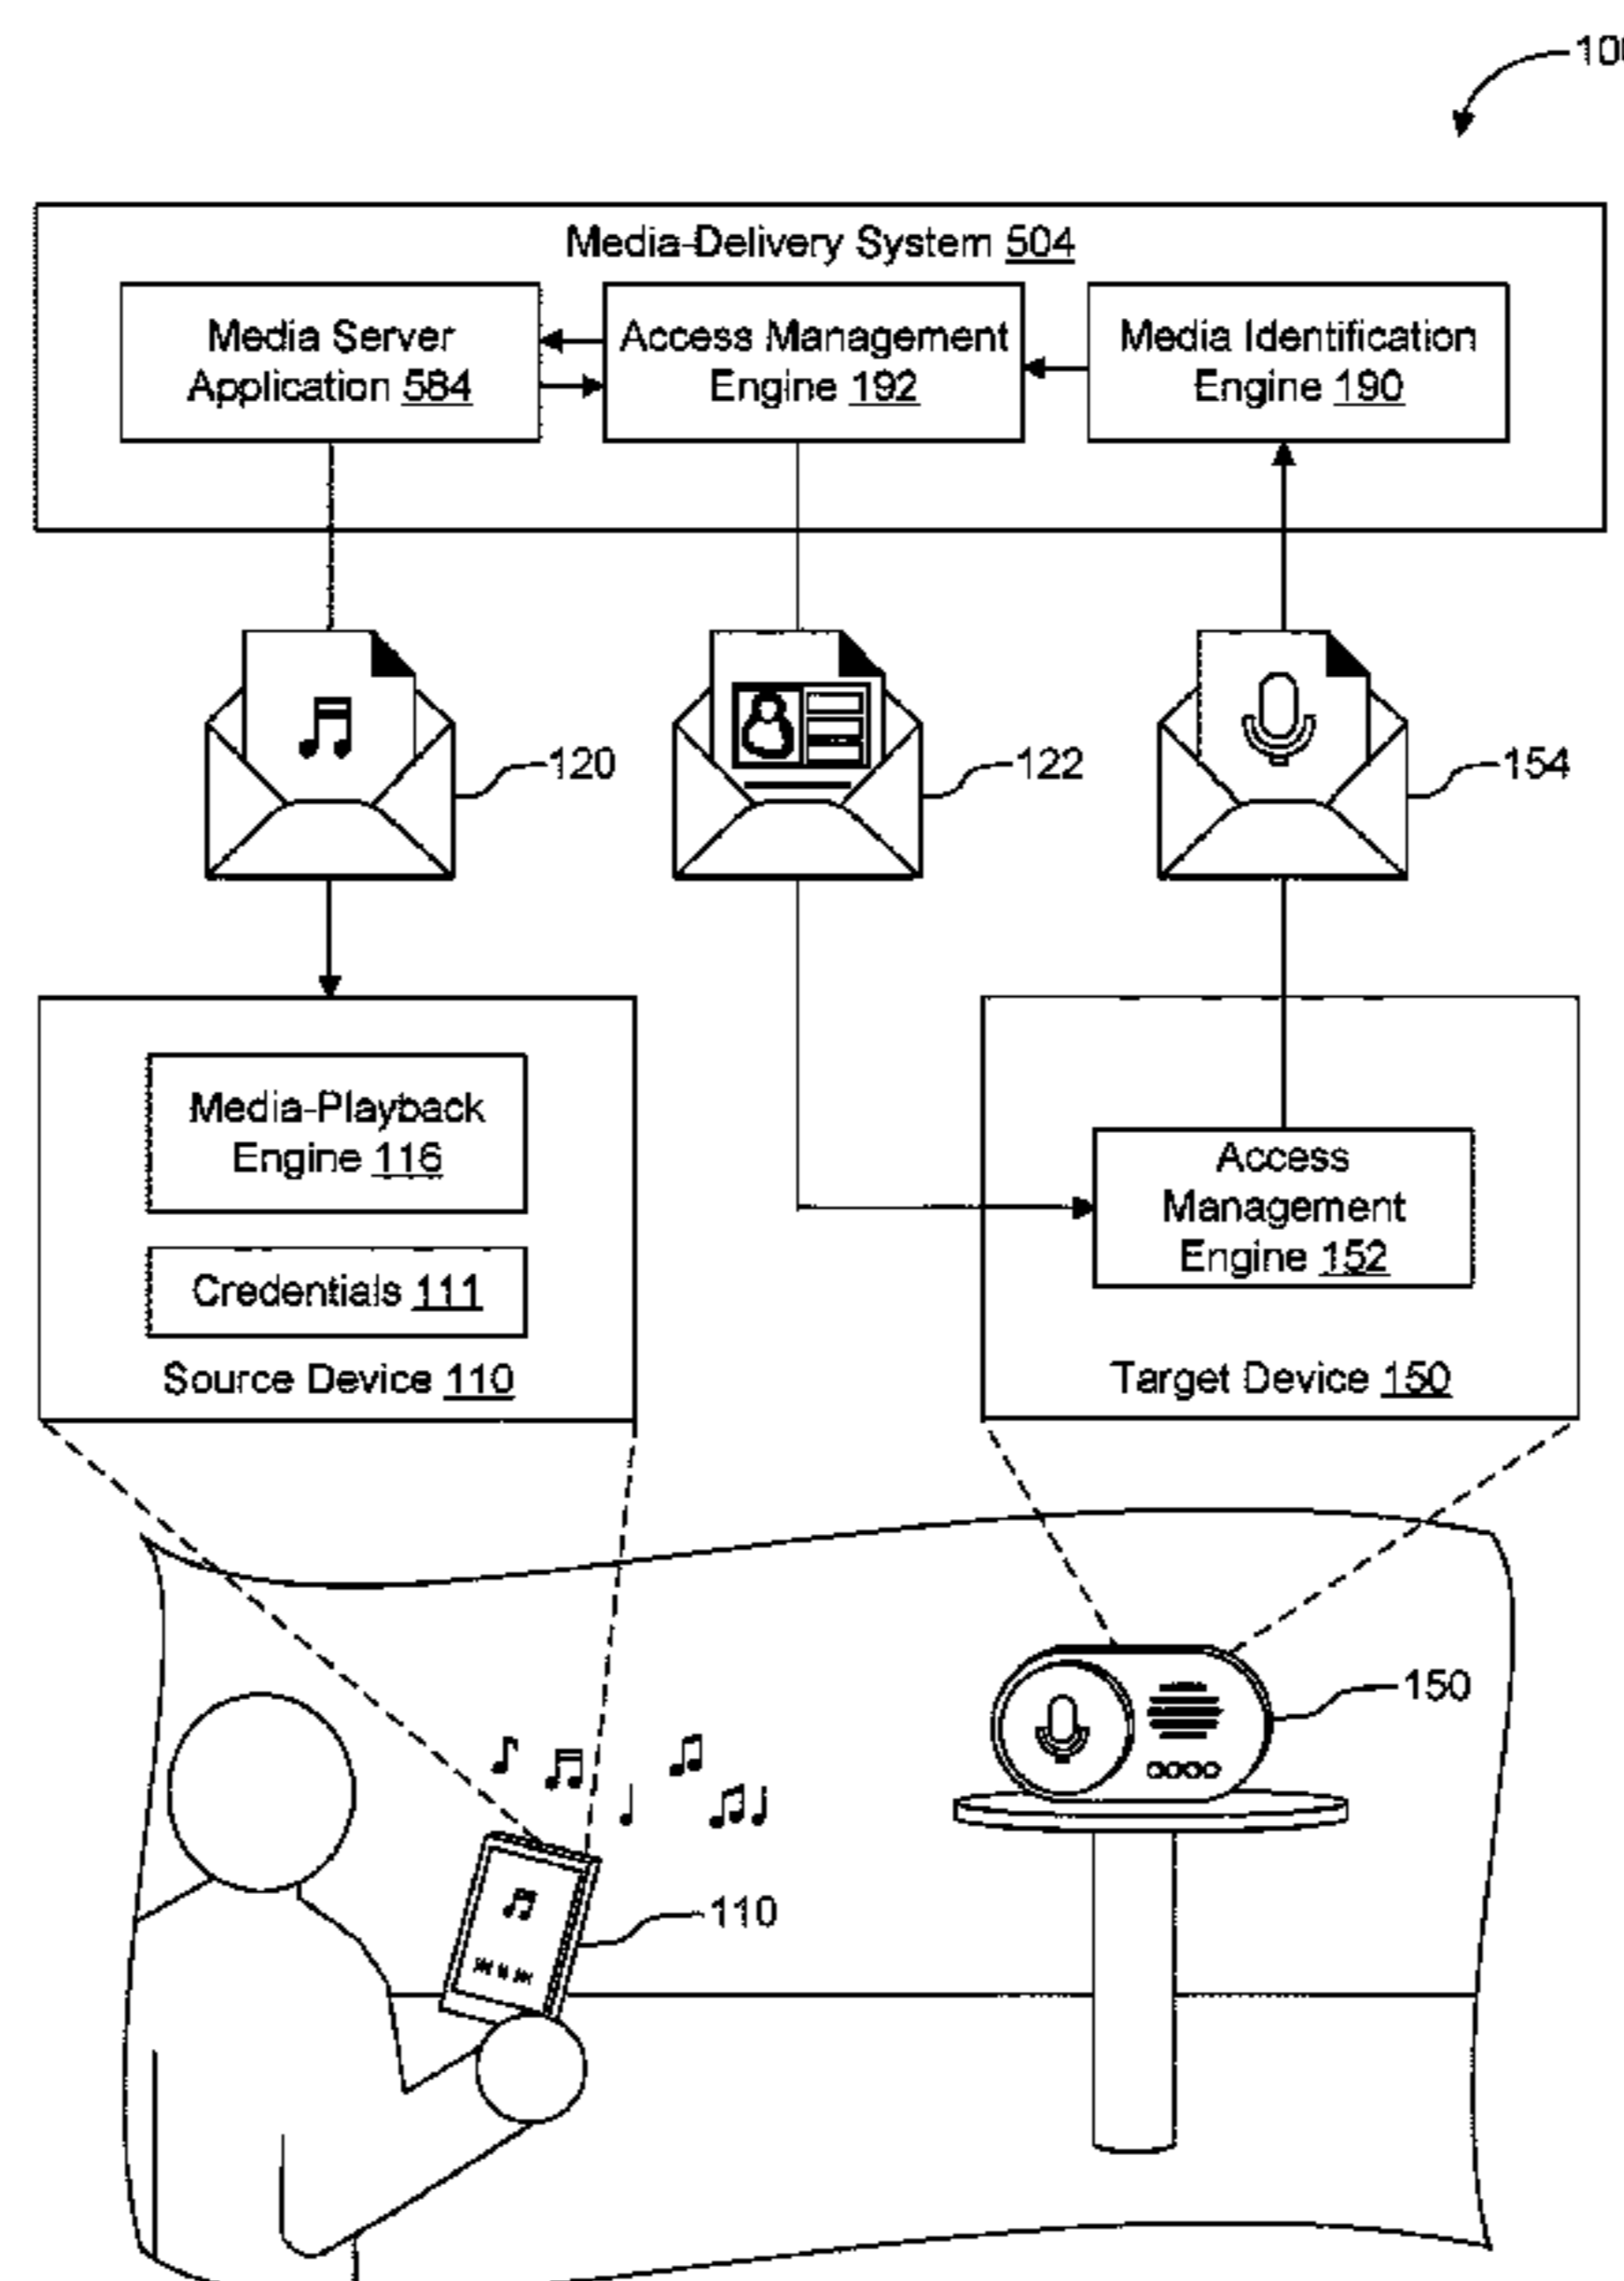 Media-Delivery System 504
Media Server
Application 584
Access Management
Engine 192
Media Identification
Engine 190
120
122
154
Media-Playback
Engine 116
Credentials 111
Source Device 110
Access
Management
Engine 152
Target Device 150
150
110